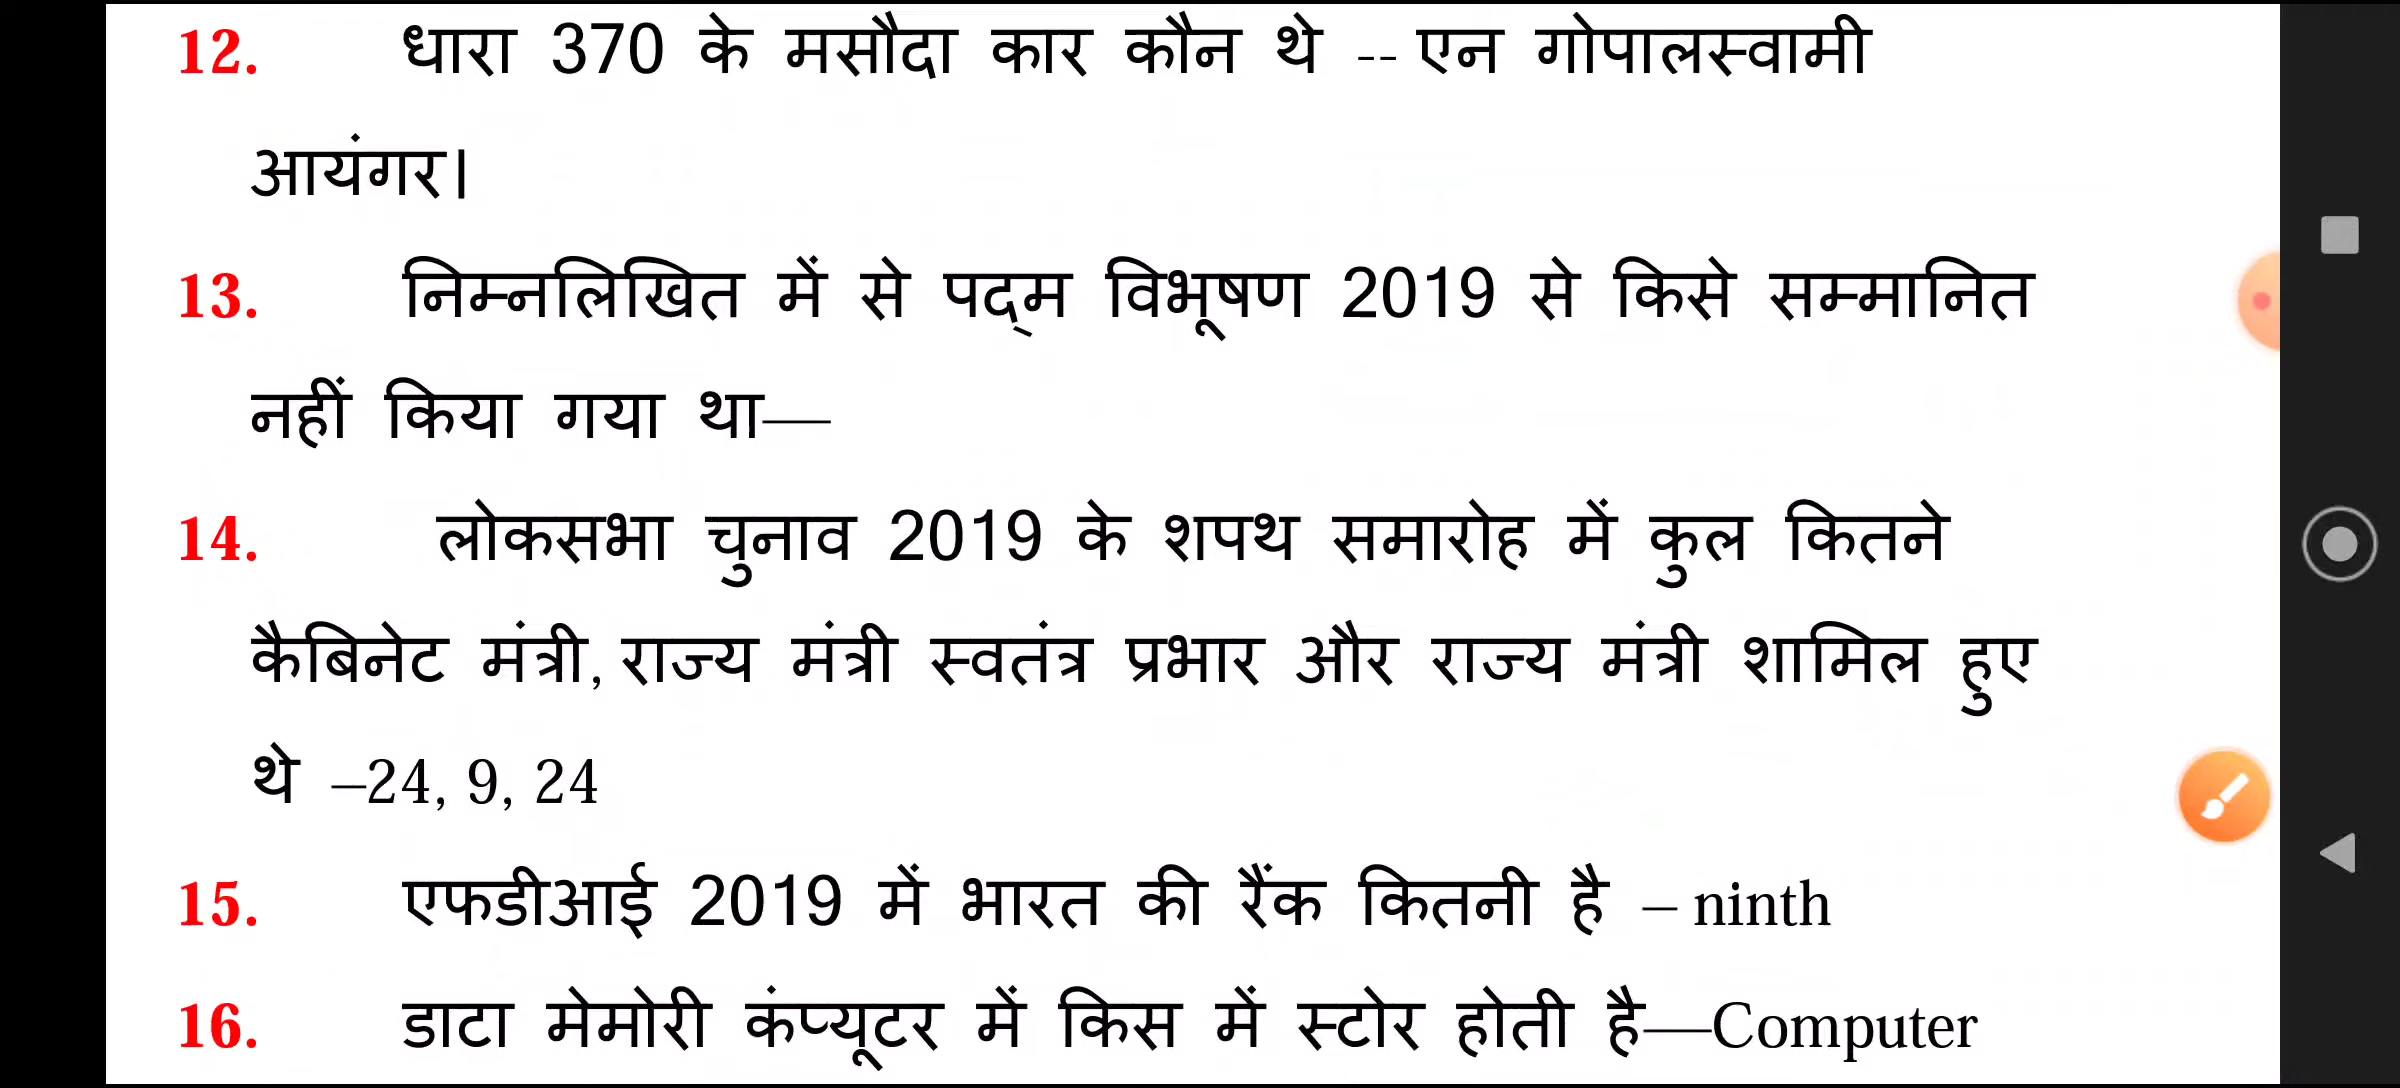 12. धारा 370 के मसौदा कार कौन थे -- एन गोपालस्वामी
आयंगर।
13. निम्नलिखित में से पद्म विभूषण 2019 से किसे सम्मानित
नहीं किया गया था—
14. लोकसभा चुनाव 2019 के शपथ समारोह में कुल कितने
कैबिनेट मंत्री, राज्य मंत्री स्वतंत्र प्रभार और राज्य मंत्री शामिल हुए
थे –24, 9, 24
15. एफडीआई 2019 में भारत की रैंक कितनी है – ninth
16. डाटा मेमोरी कंप्यूटर में किस में स्टोर होती है—Computer